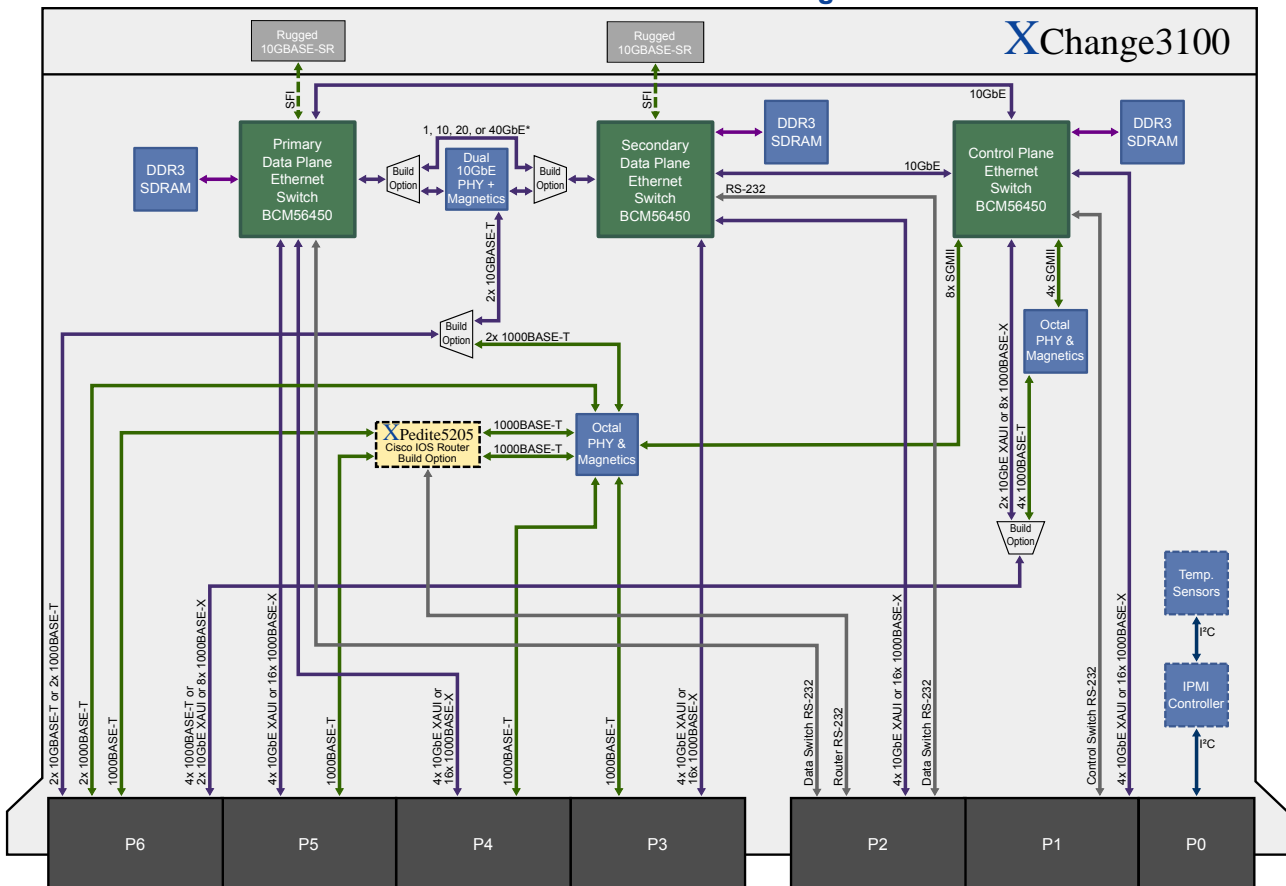 Rugged
10GBASE-SR
Rugged
10GBASE-SR
XChange3100
SFI
SFI
10GbE
1, 10, 20, or 40GbE*
DDR3
SDRAM
Primary
Data Plane
Ethernet
Switch
BCM56450
Build
Option
Dual
10GbE
PHY +
Magnetics
Build
Option
Secondary
Data Plane
Ethernet
Switch
BCM56450
DDR3
SDRAM
10GbE
RS-232
Control Plane
Ethernet
Switch
BCM56450
DDR3
SDRAM
2x 10GBASE-T
8x SGMII
4x SGMII
Build
Option
2x 1000BASE-T
Octal
PHY &
Magnetics
XPedite5205
Cisco IOS Router
Build Option
1000BASE-T
1000BASE-T
Octal
PHY &
Magnetics
2x 10GbE XAUI or 8x 1000BASE-X
4x 1000BASE-T
Build
Option
Temp.
Sensors
I²C
IPMI
Controller
I²C
2x 10GBASE-T or 2x 1000BASE-T
2x 1000BASE-T
1000BASE-T
4x 1000BASE-T or
2x 10GbE XAUI or 8x 1000BASE-X
4x 10GbE XAUI or 16x 1000BASE-X
1000BASE-T
4x 10GbE XAUI or
16x 1000BASE-X
1000BASE-T
1000BASE-T
4x 10GbE XAUI or
16x 1000BASE-X
Data Switch RS-232
Router RS-232
4x 10GbE XAUI or 16x 1000BASE-X
Data Switch RS-232
Control Switch RS-232
4x 10GbE XAUI or 16x 1000BASE-X
P6
P5
P4
P3
P2
P1
P0